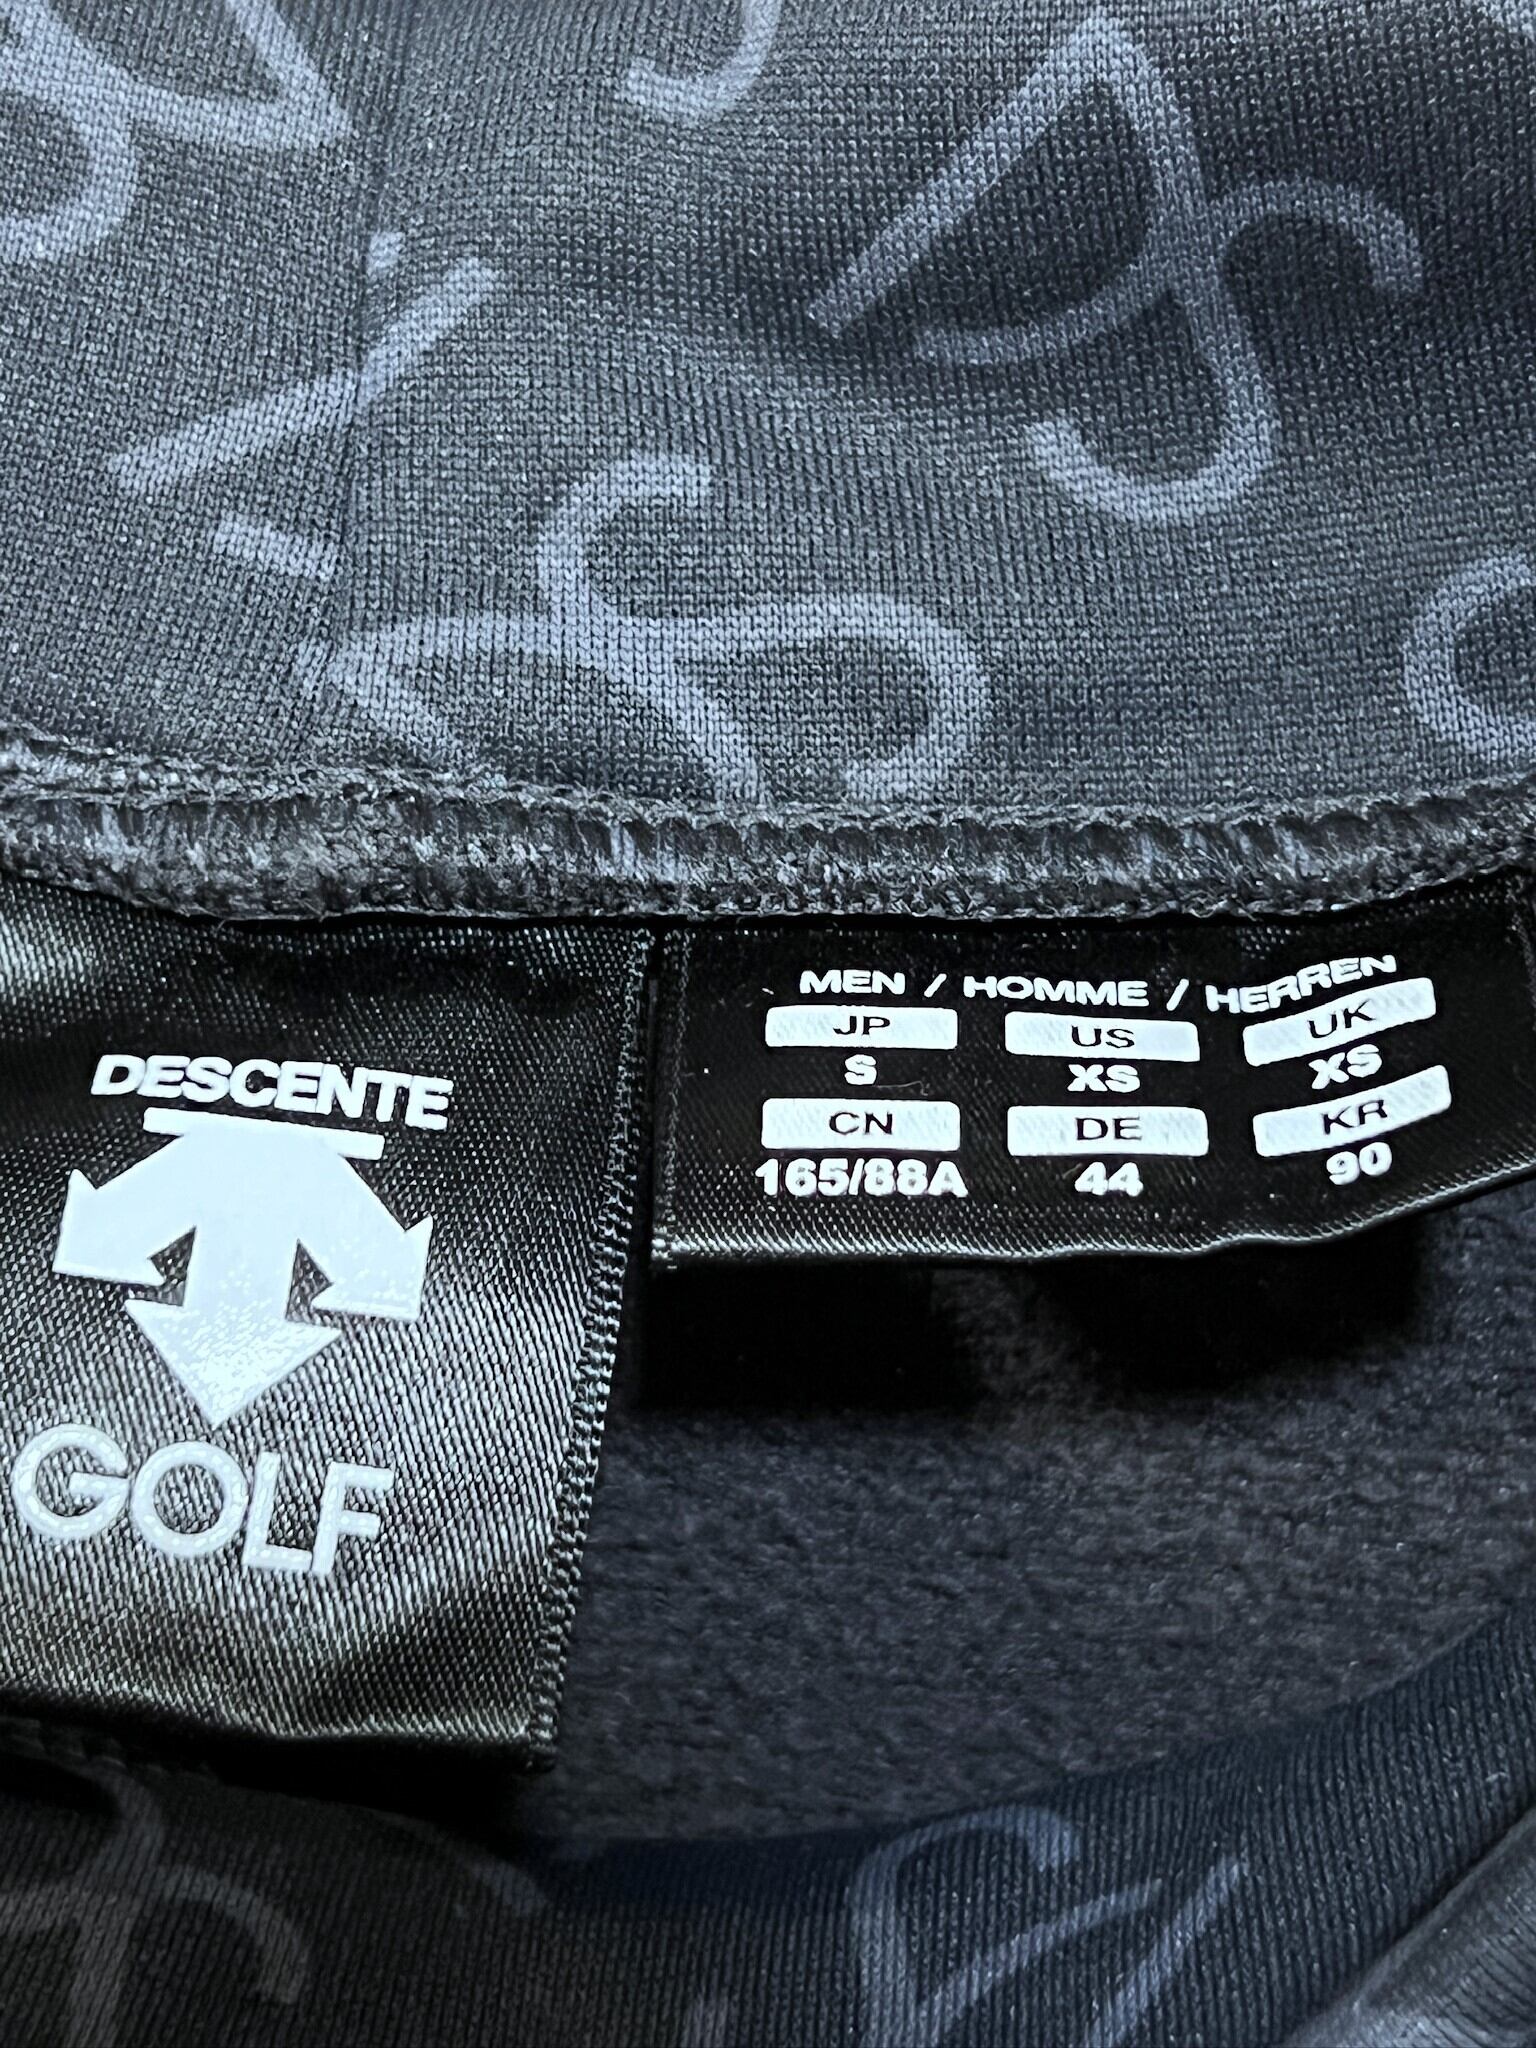 DESCENTE
GOLF
MEN / HOMME / HERREN
JP US UK
S XS XS
CN DE KR
165/88A 44 90